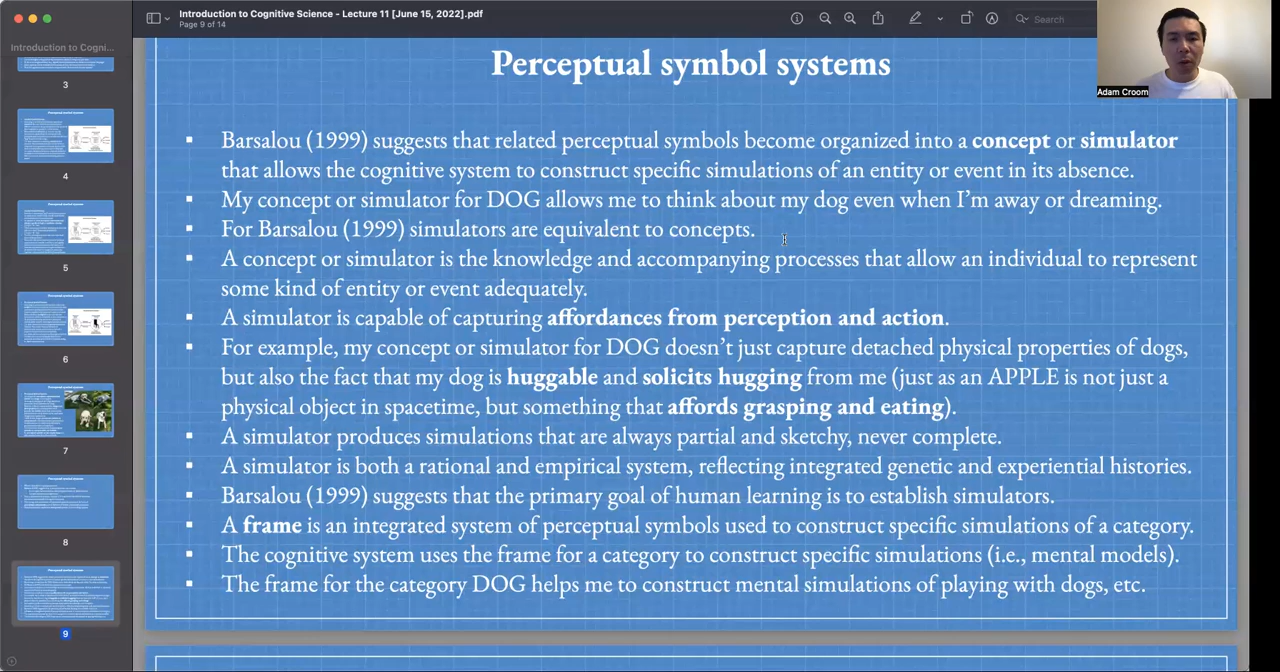 Introduction to Cognitive Science - Lecture 11 [June 15, 2022].pdf
Page 9 of 14
Search
Introduction to Cogni...
3
4
5
6
7
8
9
Adam Croom
Perceptual symbol systems
▪ Barsalou (1999) suggests that related perceptual symbols become organized into a concept or simulator
that allows the cognitive system to construct specific simulations of an entity or event in its absence.
▪ My concept or simulator for DOG allows me to think about my dog even when I'm away or dreaming.
▪ For Barsalou (1999) simulators are equivalent to concepts.
▪ A concept or simulator is the knowledge and accompanying processes that allow an individual to represent
some kind of entity or event adequately.
▪ A simulator is capable of capturing affordances from perception and action.
▪ For example, my concept or simulator for DOG doesn't just capture detached physical properties of dogs,
but also the fact that my dog is huggable and solicits hugging from me (just as an APPLE is not just a
physical object in spacetime, but something that affords grasping and eating).
▪ A simulator produces simulations that are always partial and sketchy, never complete.
▪ A simulator is both a rational and empirical system, reflecting integrated genetic and experiential histories.
▪ Barsalou (1999) suggests that the primary goal of human learning is to establish simulators.
▪ A frame is an integrated system of perceptual symbols used to construct specific simulations of a category.
▪ The cognitive system uses the frame for a category to construct specific simulations (i.e., mental models).
▪ The frame for the category DOG helps me to construct mental simulations of playing with dogs, etc.